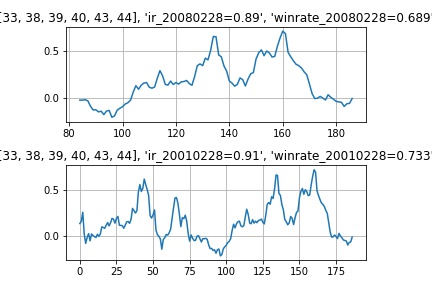 [33, 38, 39, 40, 43, 44], 'ir_20080228=0.89', 'winrate_20080228=0.689'
0.5
0.0
80 100 120 140 160 180
[33, 38, 39, 40, 43, 44], 'ir_20010228=0.91', 'winrate_20010228=0.733'
0.5
0.0
0 25 50 75 100 125 150 175